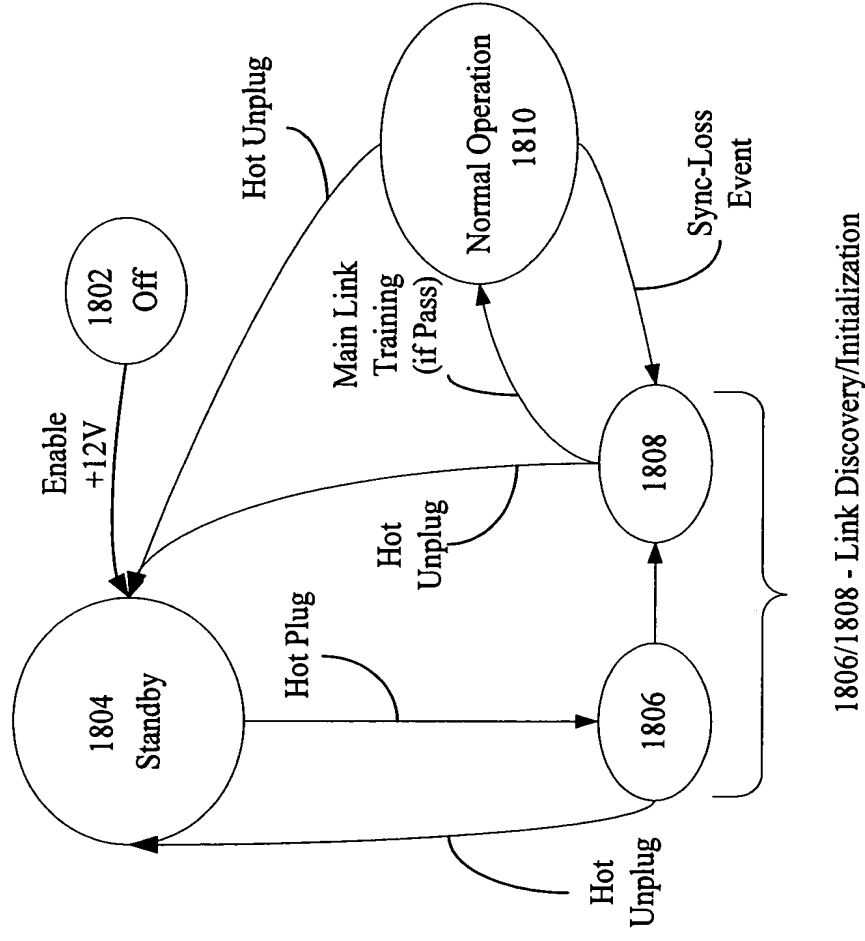 Enable
+12V
1802
Off
1804
Standby
Hot Unplug
Hot Plug
Hot
Unplug
Main Link
Training
(if Pass)
Normal Operation
1810
Hot
Unplug
1806
1808
Sync-Loss
Event
1806/1808 - Link Discovery/Initialization